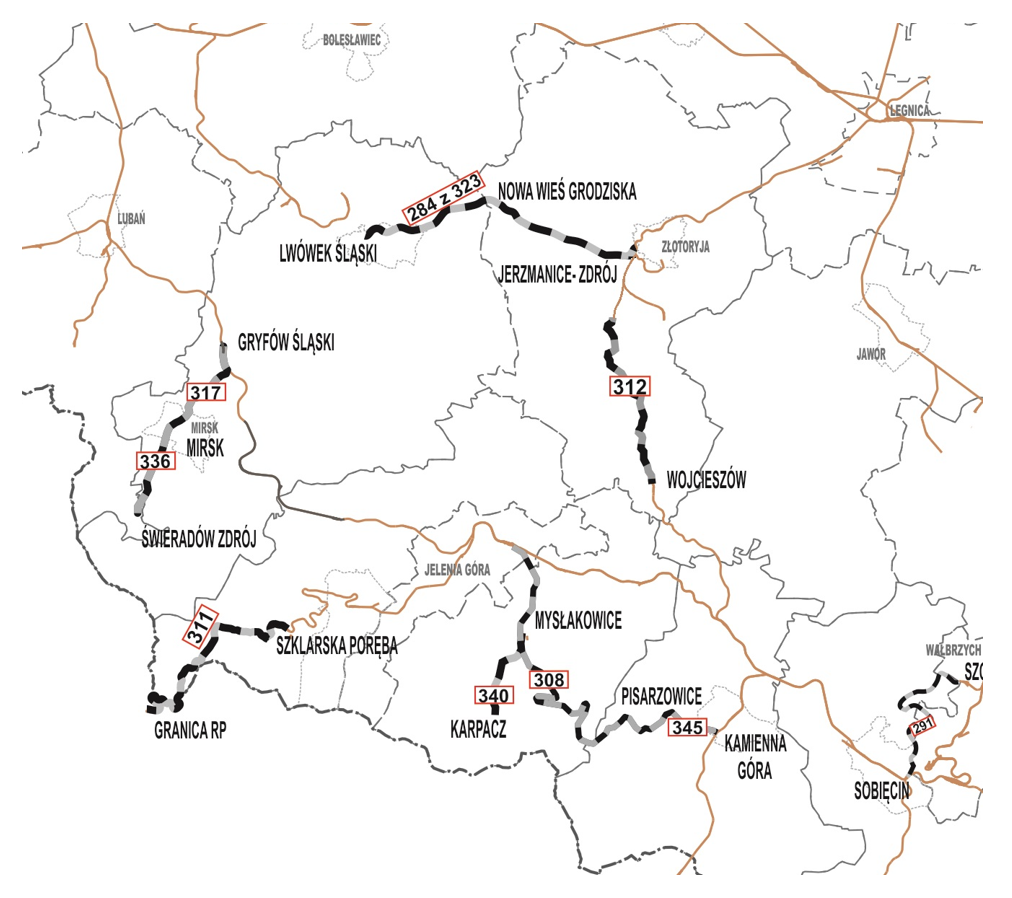 BOLESŁAWIEC
LEGNICA
284 z 323
NOWA WIEŚ GRODZISKA
LUBAŃ
ZŁOTORYJA
LWÓWEK ŚLĄSKI
JERZMANICE- ZDRÓJ
GRYFÓW ŚLĄSKI
JAWOR
317
312
MIRSK
MIRSK
336
WOJCIESZÓW
ŚWIERADÓW ZDRÓJ
JELENIA GÓRA
311
MYSŁAKOWICE
SZKLARSKA PORĘBA
WAŁBRZYCH
SZC
308
340
PISARZOWICE
GRANICA RP
KARPACZ
345
291
KAMIENNA
GÓRA
SOBIĘCIN